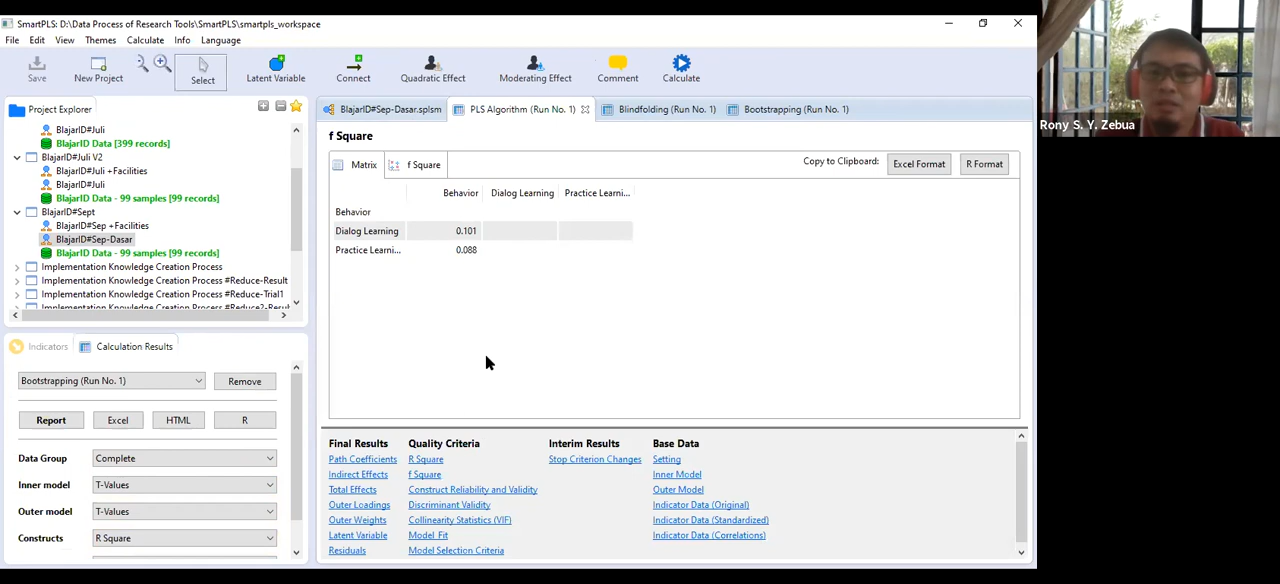 SmartPLS: D:\Data Process of Research Tools\SmartPLS\smartpls_workspace
File Edit View Themes Calculate Info Language
Save New Project Select Latent Variable Connect Quadratic Effect Moderating Effect Comment Calculate
Project Explorer
BlajarID#Juli
BlajarID Data [399 records]
BlajarID#Juli V2
BlajarID#Juli +Facilities
BlajarID#Juli
BlajarID Data - 99 samples [99 records]
BlajarID#Sept
BlajarID#Sep +Facilities
BlajarID#Sep-Dasar
BlajarID Data - 99 samples [99 records]
Implementation Knowledge Creation Process
Implementation Knowledge Creation Process #Reduce-Result
Implementation Knowledge Creation Process #Reduce-Trial1
Implementation Knowledge Creation Process #Reduce2-Resul
Indicators Calculation Results
Bootstrapping (Run No. 1) Remove
Report Excel HTML R
Data Group Complete
Inner model T-Values
Outer model T-Values
Constructs R Square
BlajarID#Sep-Dasar.splsm PLS Algorithm (Run No. 1) Blindfolding (Run No. 1) Bootstrapping (Run No. 1)
f Square
Matrix f Square Copy to Clipboard: Excel Format R Format
Behavior Dialog Learning Practice Learni...
Behavior
Dialog Learning 0.101
Practice Learni... 0.088
Final Results Quality Criteria Interim Results Base Data
Path Coefficients R Square Stop Criterion Changes Setting
Indirect Effects f Square Inner Model
Total Effects Construct Reliability and Validity Outer Model
Outer Loadings Discriminant Validity Indicator Data (Original)
Outer Weights Collinearity Statistics (VIF) Indicator Data (Standardized)
Latent Variable Model_Fit Indicator Data (Correlations)
Residuals Model Selection Criteria
Rony S. Y. Zebua